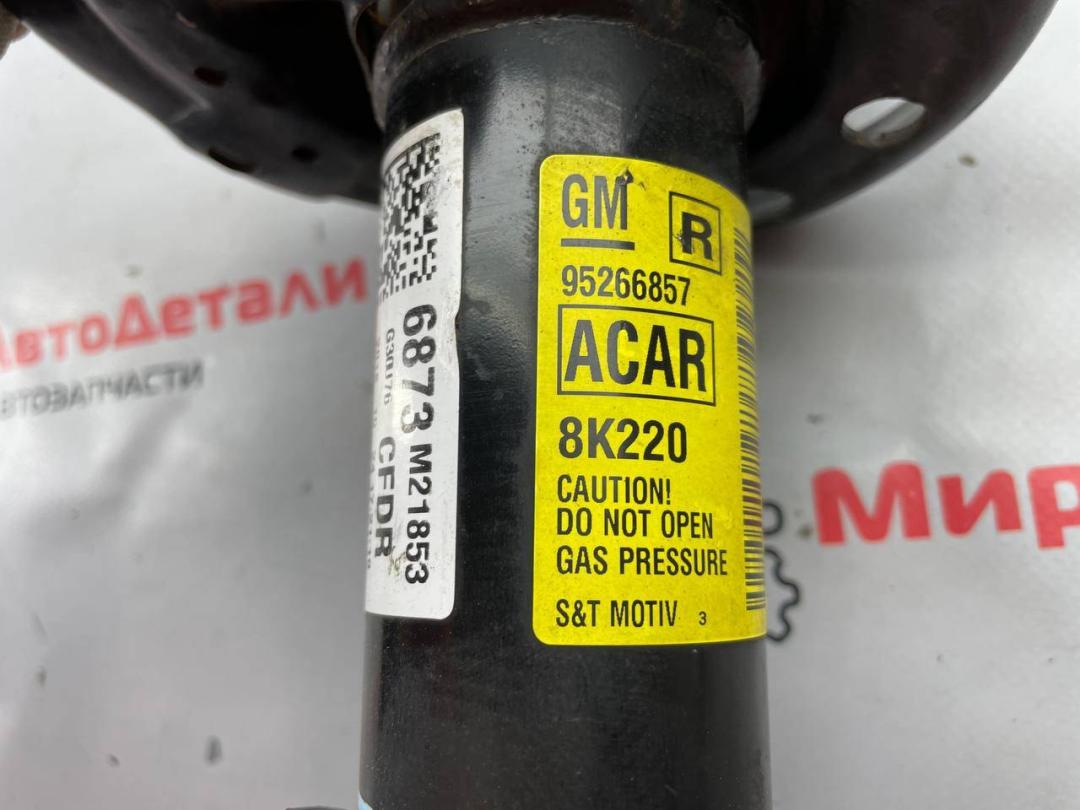 GM R
95266857
ACAR
8K220
CAUTION!
DO NOT OPEN
GAS PRESSURE
S&T MOTIV 3
6873 M21853
CFDR
АвтоДетали
АВТОЗАПЧАСТИ
Мир